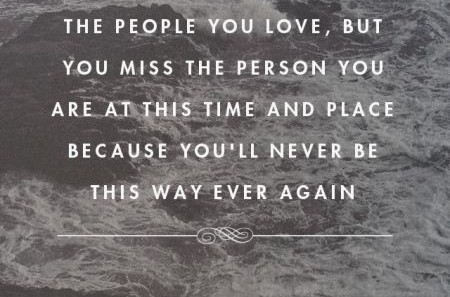 THE PEOPLE YOU LOVE, BUT
YOU MISS THE PERSON YOU
ARE AT THIS TIME AND PLACE
BECAUSE YOU'LL NEVER BE
THIS WAY EVER AGAIN